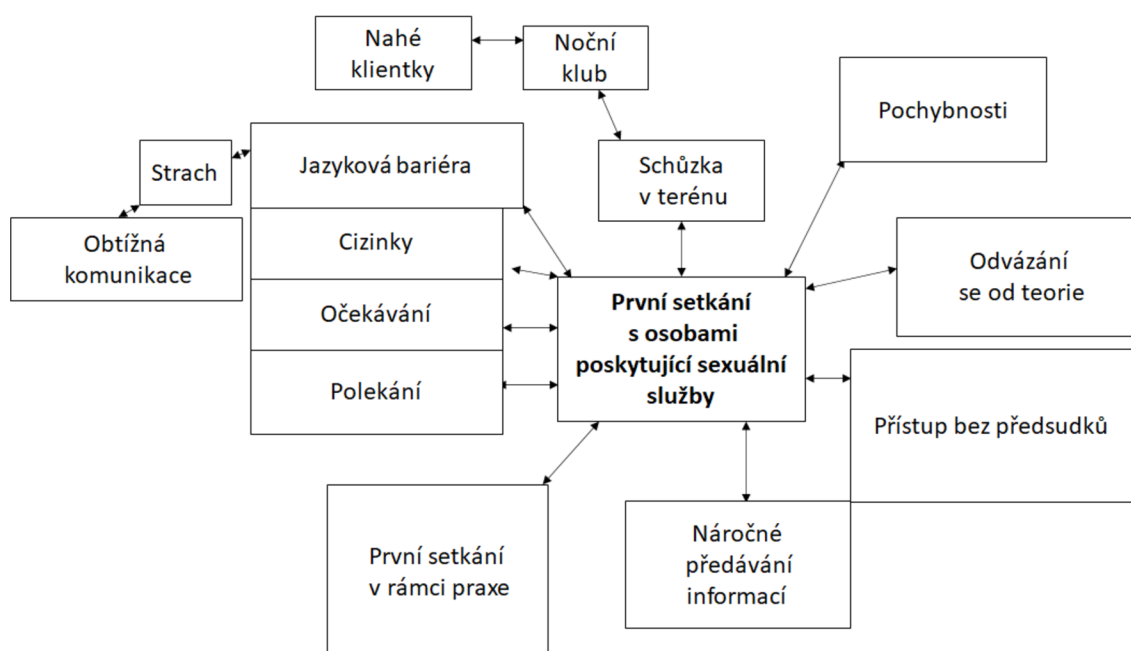 Nahé
klientky
Noční
klub
Pochybnosti
Strach
Jazyková bariéra
Schůzka
v terénu
Obtížná
komunikace
Cizinky
Odvázání
se od teorie
Očekávání
První setkání
s osobami
poskytující sexuální
služby
Polekání
Přístup bez předsudků
První setkání
v rámci praxe
Náročné
předávání
informací